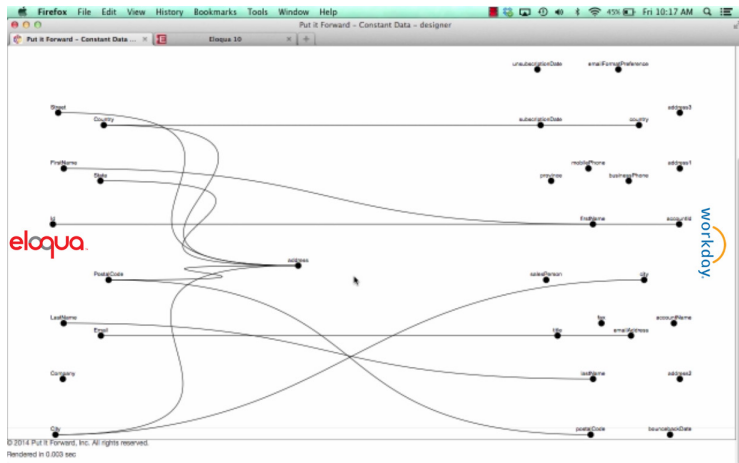 Firefox File Edit View History Bookmarks Tools Window Help 45% Fri 10:17 AM
Put it Forward – Constant Data – designer
Put it Forward – Constant Data ... Eloqua 10
unsubscriptionDate emailFormatPreference
Street address3
Country subscriptionDate country
FirstName mobilePhone address1
State province businessPhone
Id firstName accountId
eloqua. workday.
address
PostalCode salesPerson city
LastName fax accountName
Email title emailAddress
Company lastName address2
City postalCode bouncebackDate
© 2014 Put it Forward, Inc. All rights reserved.
Rendered in 0.003 sec